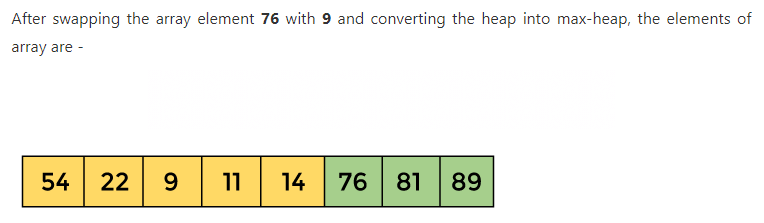 After swapping the array element 76 with 9 and converting the heap into max-heap, the elements of
array are -
54 22 9 11 14 76 81 89